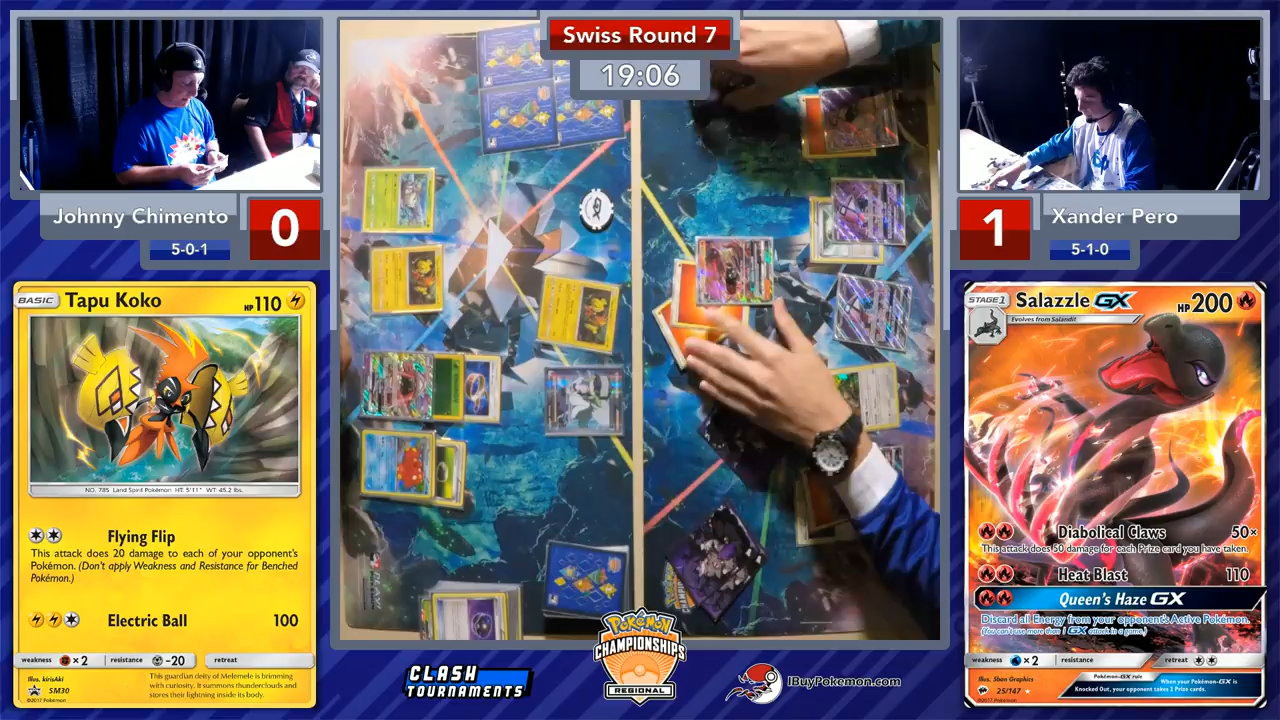 Swiss Round 7
19:06
Johnny Chimento
0
5-0-1
1
Xander Pero
5-1-0
BASIC Tapu Koko HP 110
NO. 785 Land Spirit Pokémon HT: 5'11" WT: 45.2 lbs.
Flying Flip
This attack does 20 damage to each of your opponent's
Pokémon. (Don't apply Weakness and Resistance for Benched
Pokémon.)
Electric Ball 100
weakness ×2 resistance -20 retreat
Illus. kirisAki
SM30
©2017 Pokémon
This guardian deity of Melemele is brimming
with curiosity. It summons thunderclouds and
stores their lightning inside its body.
STAGE 1 Salazzle GX HP 200
Evolves from Salandit
Diabolical Claws 50×
This attack does 50 damage for each Prize card you have taken.
Heat Blast 110
Queen's Haze GX
Discard all Energy from your opponent's Active Pokémon.
(You can't use more than 1 GX attack in a game.)
weakness ×2 resistance retreat
Illus. 5ban Graphics
25/147
Pokémon-GX rule
When your Pokémon-GX is
Knocked Out, your opponent takes 2 Prize cards.
CLASH
TOURNAMENTS
Pokémon
CHAMPIONSHIPS
REGIONAL
IBuyPokemon.com